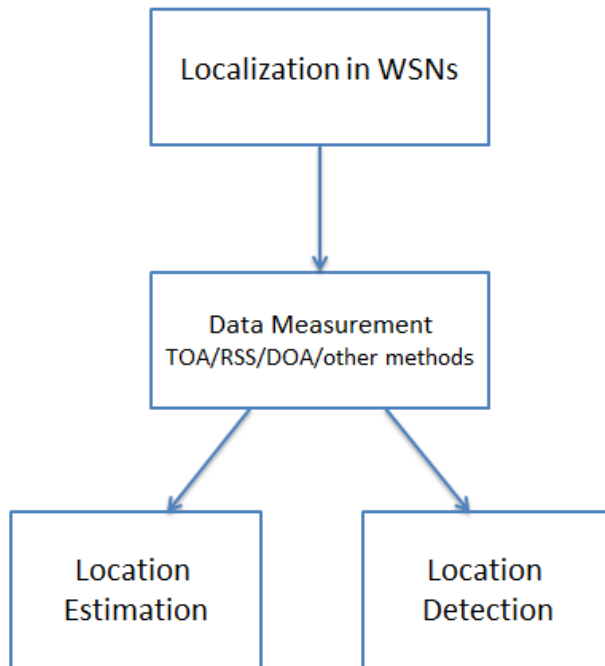 Localization in WSNs
Data Measurement
TOA/RSS/DOA/other methods
Location
Estimation
Location
Detection